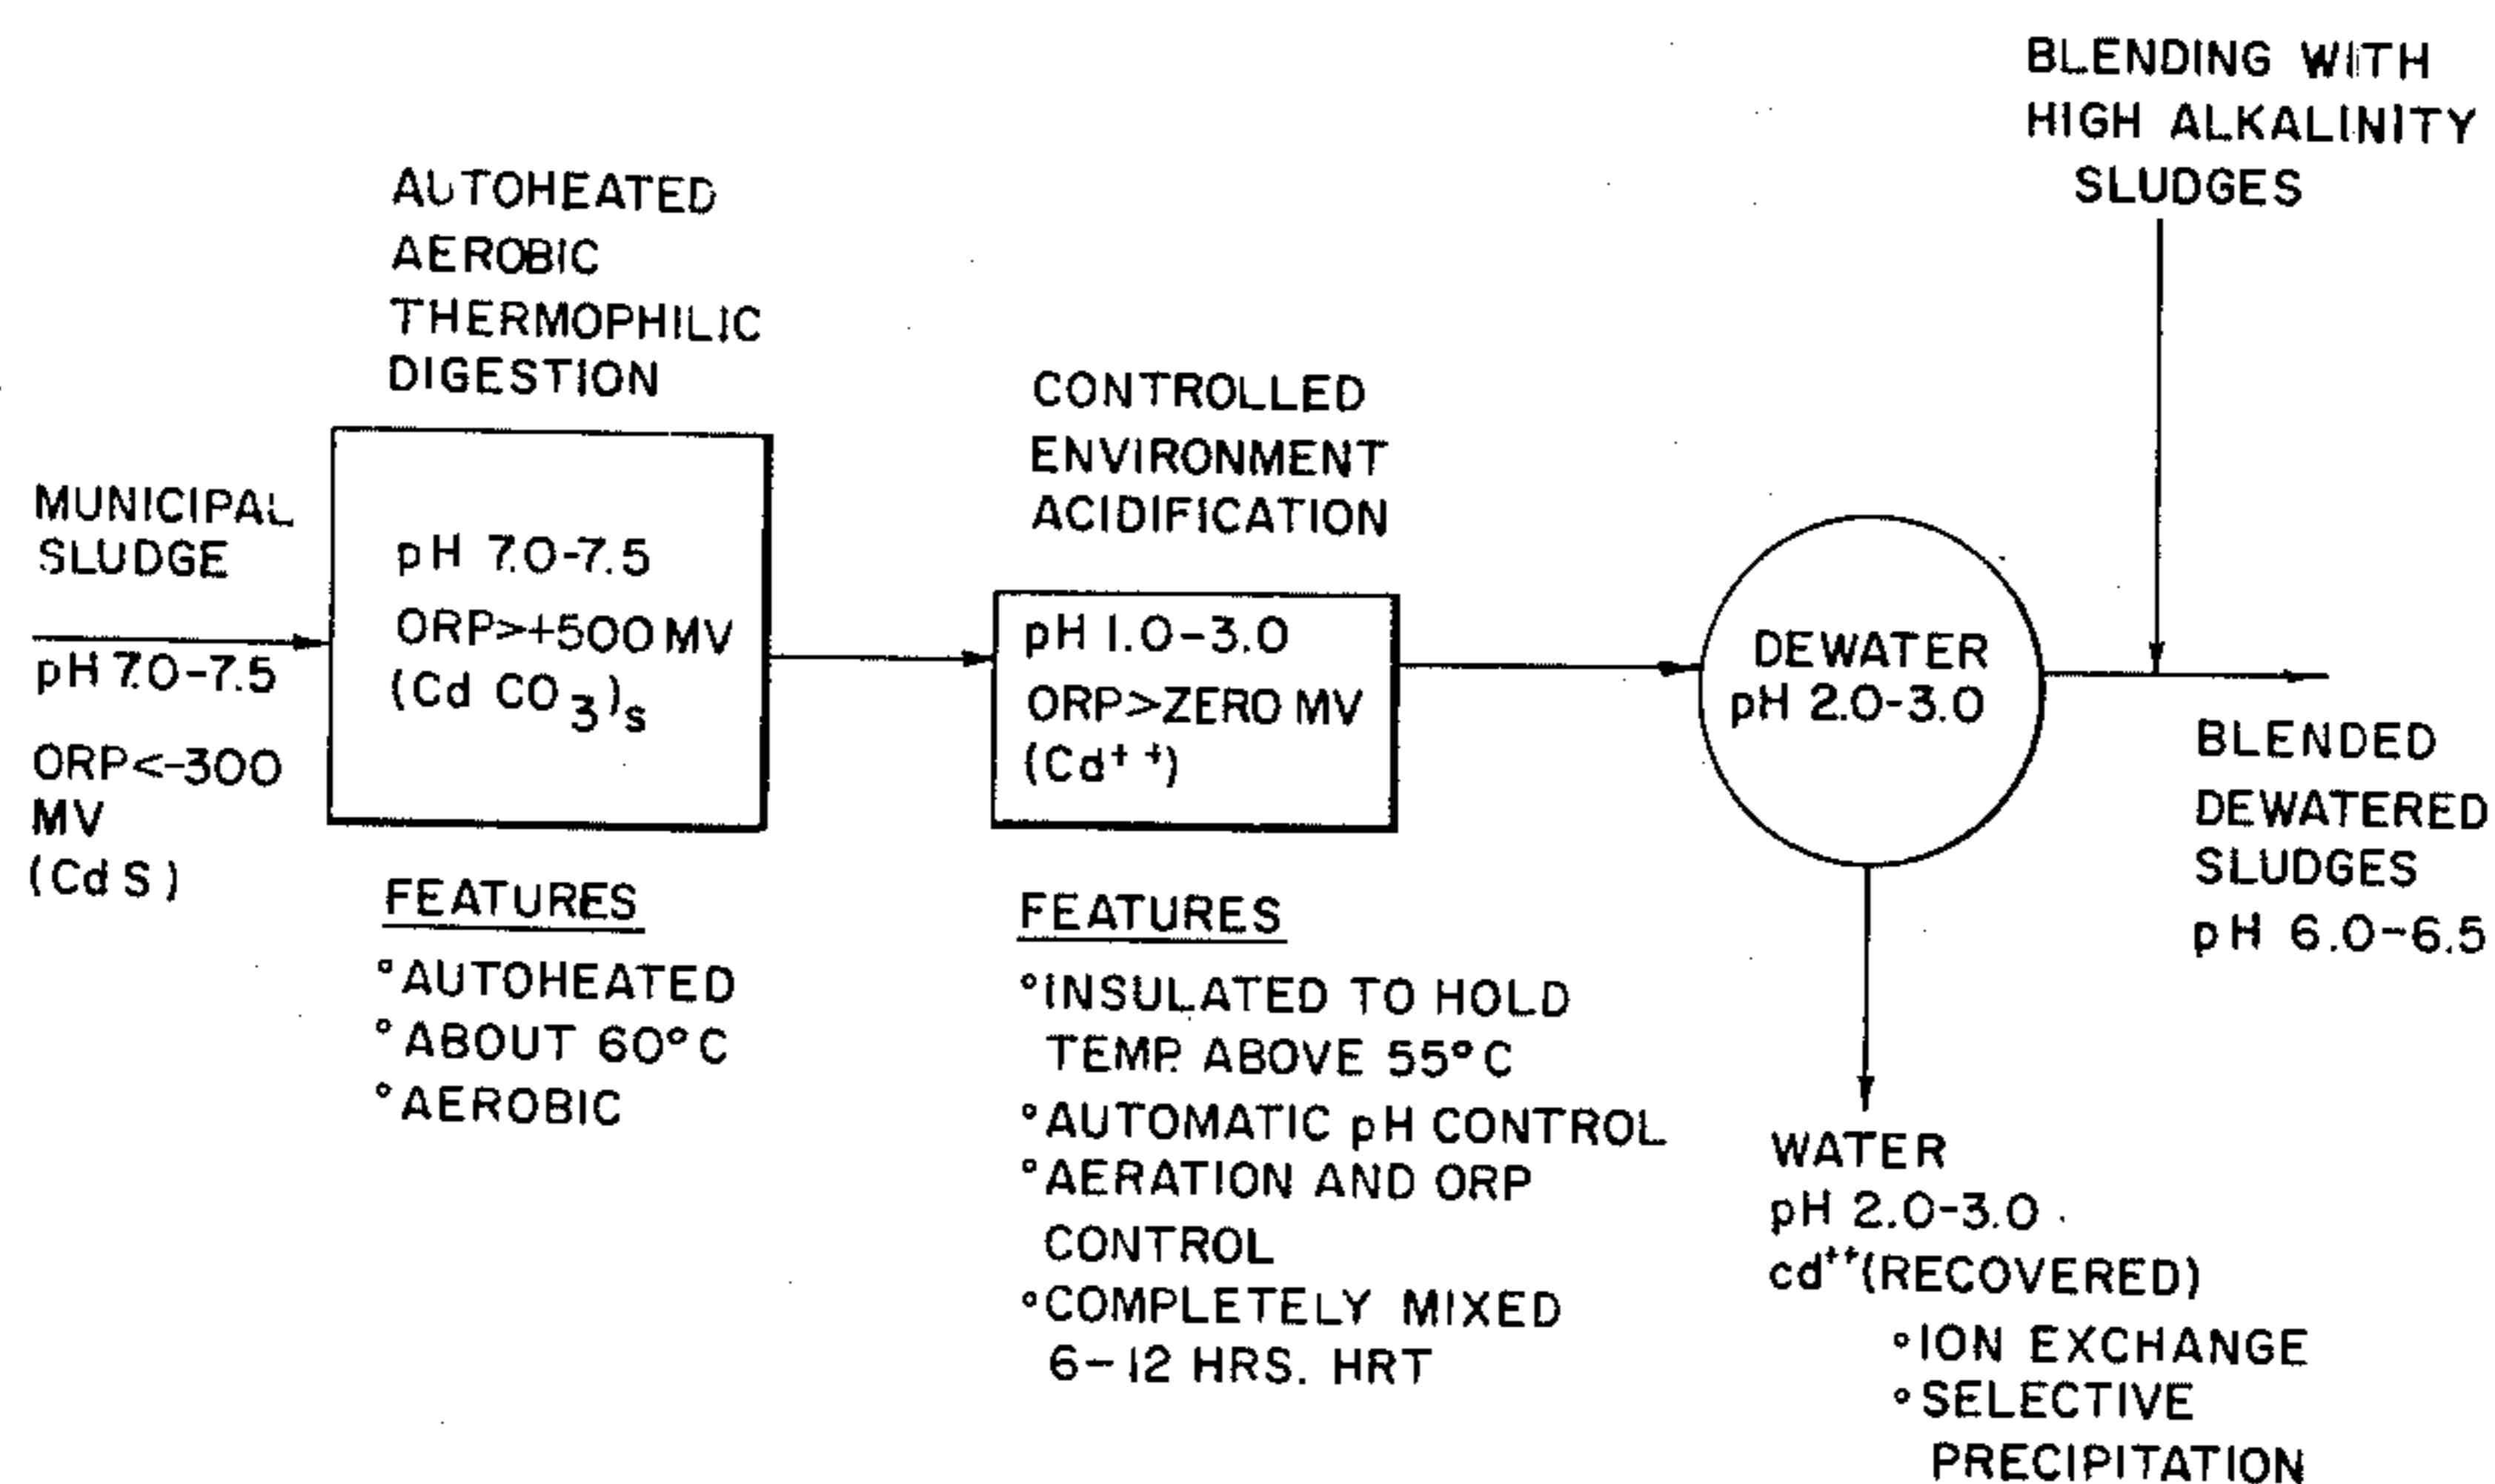 MUNICIPAL
SLUDGE
pH 7.0-7.5
ORP<-300
MV
(Cd S)
AUTOHEATED
AEROBIC
THERMOPHILIC
DIGESTION
pH 7.0-7.5
ORP>+500 MV
(Cd CO3)s
FEATURES
°AUTOHEATED
°ABOUT 60°C
°AEROBIC
CONTROLLED
ENVIRONMENT
ACIDIFICATION
pH 1.0-3.0
ORP>ZERO MV
(Cd++)
FEATURES
°INSULATED TO HOLD
TEMP. ABOVE 55°C
°AUTOMATIC pH CONTROL
°AERATION AND ORP
CONTROL
°COMPLETELY MIXED
6-12 HRS. HRT
DEWATER
pH 2.0-3.0
WATER
pH 2.0-3.0
cd++(RECOVERED)
°ION EXCHANGE
°SELECTIVE
PRECIPITATION
BLENDING WITH
HIGH ALKALINITY
SLUDGES
BLENDED
DEWATERED
SLUDGES
pH 6.0-6.5